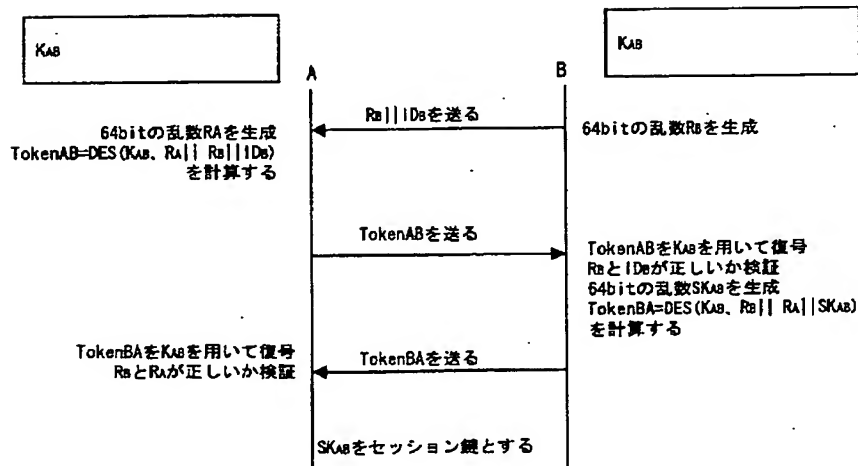 KAB
KAB
A
B
RB||IDBを送る
64bitの乱数RAを生成
TokenAB=DES(KAB、RA|| RB||IDB)
を計算する
64bitの乱数RBを生成
TokenABを送る
TokenABをKABを用いて復号
RBとIDBが正しいか検証
64bitの乱数SKABを生成
TokenBA=DES(KAB、RB|| RA||SKAB)
を計算する
TokenBAをKABを用いて復号
RBとRAが正しいか検証
TokenBAを送る
SKABをセッション鍵とする